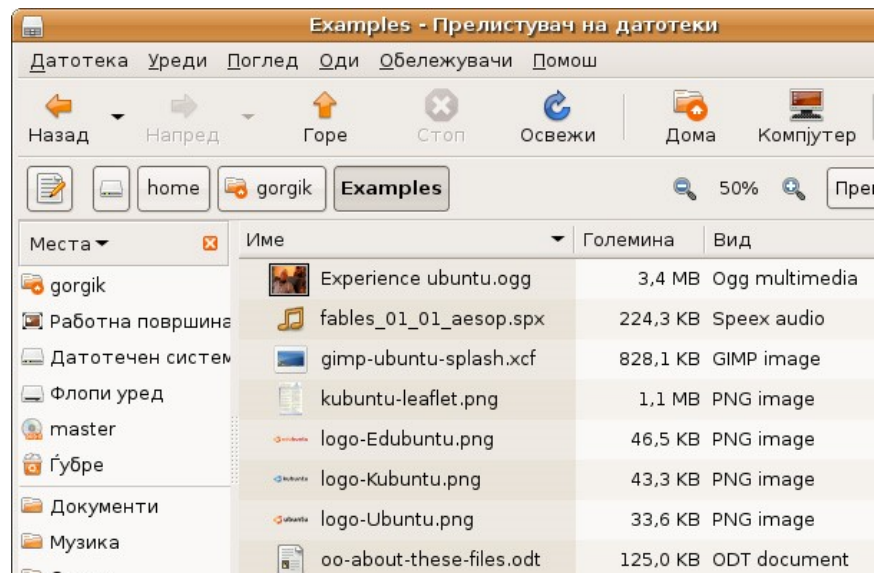 Examples - Прелистувач на датотеки
Датотека Уреди Поглед Оди Обележувачи Помош
Назад Напред Горе Стоп Освежи Дома Компјутер
home gorgik Examples 50%
Места Име Големина Вид
gorgik Experience ubuntu.ogg 3,4 MB Ogg multimedia
Работна површина fables_01_01_aesop.spx 224,3 KB Speex audio
Датотечен систем gimp-ubuntu-splash.xcf 828,1 KB GIMP image
Флопи уред kubuntu-leaflet.png 1,1 MB PNG image
master logo-Edubuntu.png 46,5 KB PNG image
Ѓубре logo-Kubuntu.png 43,3 KB PNG image
Документи logo-Ubuntu.png 33,6 KB PNG image
Музика oo-about-these-files.odt 125,0 KB ODT document